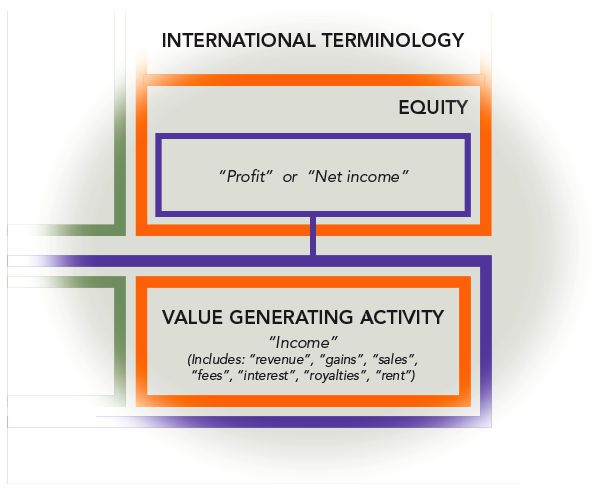 INTERNATIONAL TERMINOLOGY
EQUITY
“Profit” or “Net income”
VALUE GENERATING ACTIVITY
“Income”
(Includes: “revenue”, “gains”, “sales”,
“fees”, “interest”, “royalties”, “rent”)